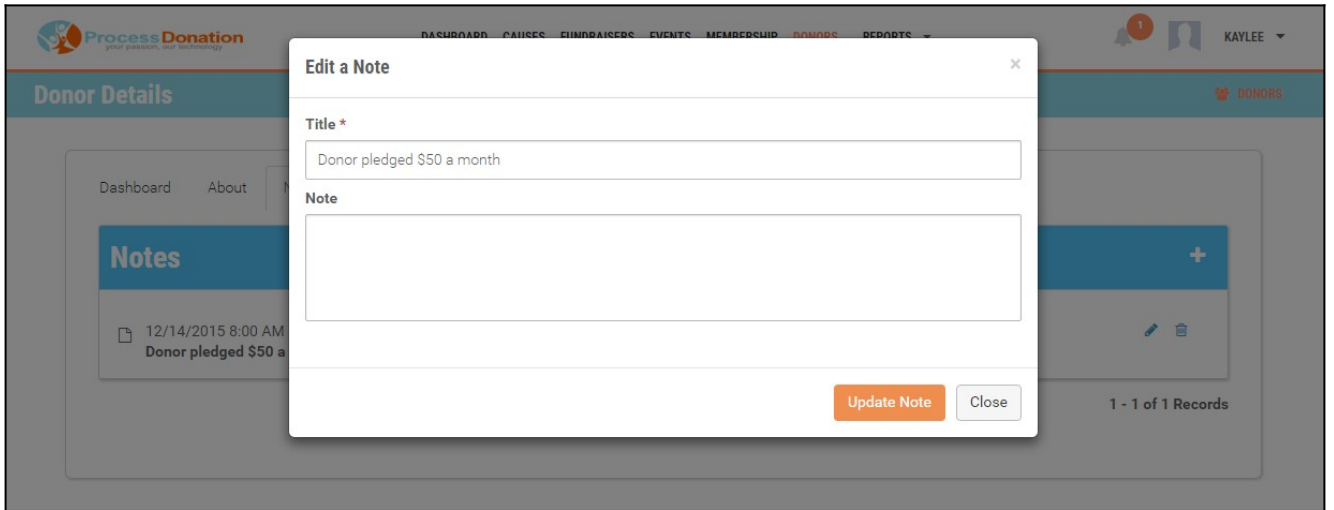 ProcessDonation
your passion, our technology
DASHBOARD CAUSES FUNDRAISERS EVENTS MEMBERSHIP DONORS REPORTS
1
KAYLEE
Edit a Note
×
Donor Details
DONORS
Title *
Donor pledged $50 a month
Dashboard About N
Note
Notes
+
12/14/2015 8:00 AM
Donor pledged $50 a
Update Note Close
1 - 1 of 1 Records